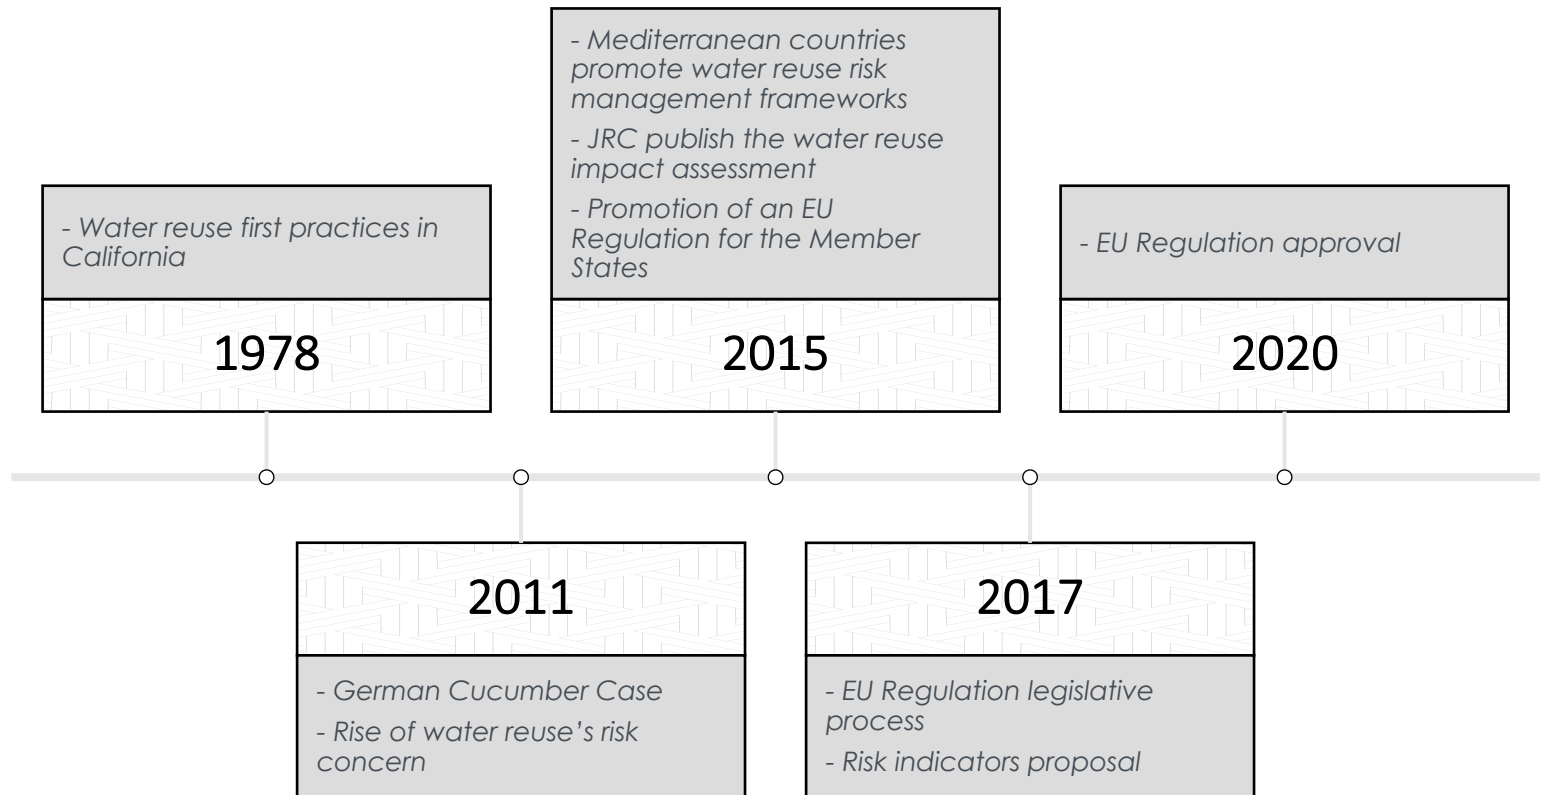 - Water reuse first practices in
California
1978
- German Cucumber Case
- Rise of water reuse’s risk
concern
2011
- Mediterranean countries
promote water reuse risk
management frameworks
- JRC publish the water reuse
impact assessment
- Promotion of an EU
Regulation for the Member
States
2015
2017
- EU Regulation legislative
process
- Risk indicators proposal
- EU Regulation approval
2020